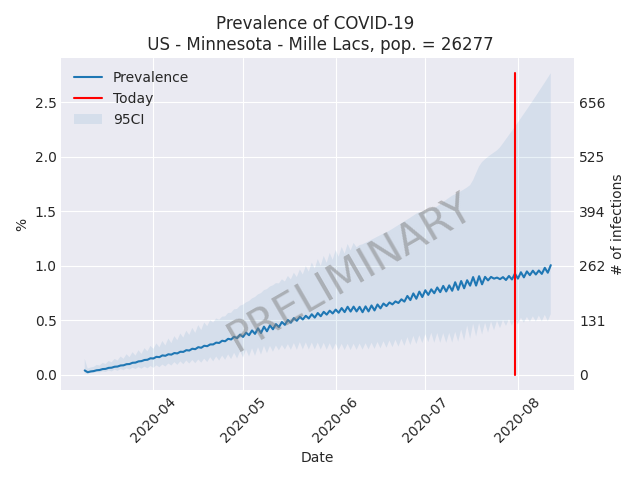 Prevalence of COVID-19
US - Minnesota - Mille Lacs, pop. = 26277
Prevalence
Today
95CI
2.5
2.0
1.5
1.0
0.5
0.0
%
656
525
394
262
131
0
# of infections
PRELIMINARY
2020-04
2020-05
2020-06
2020-07
2020-08
Date